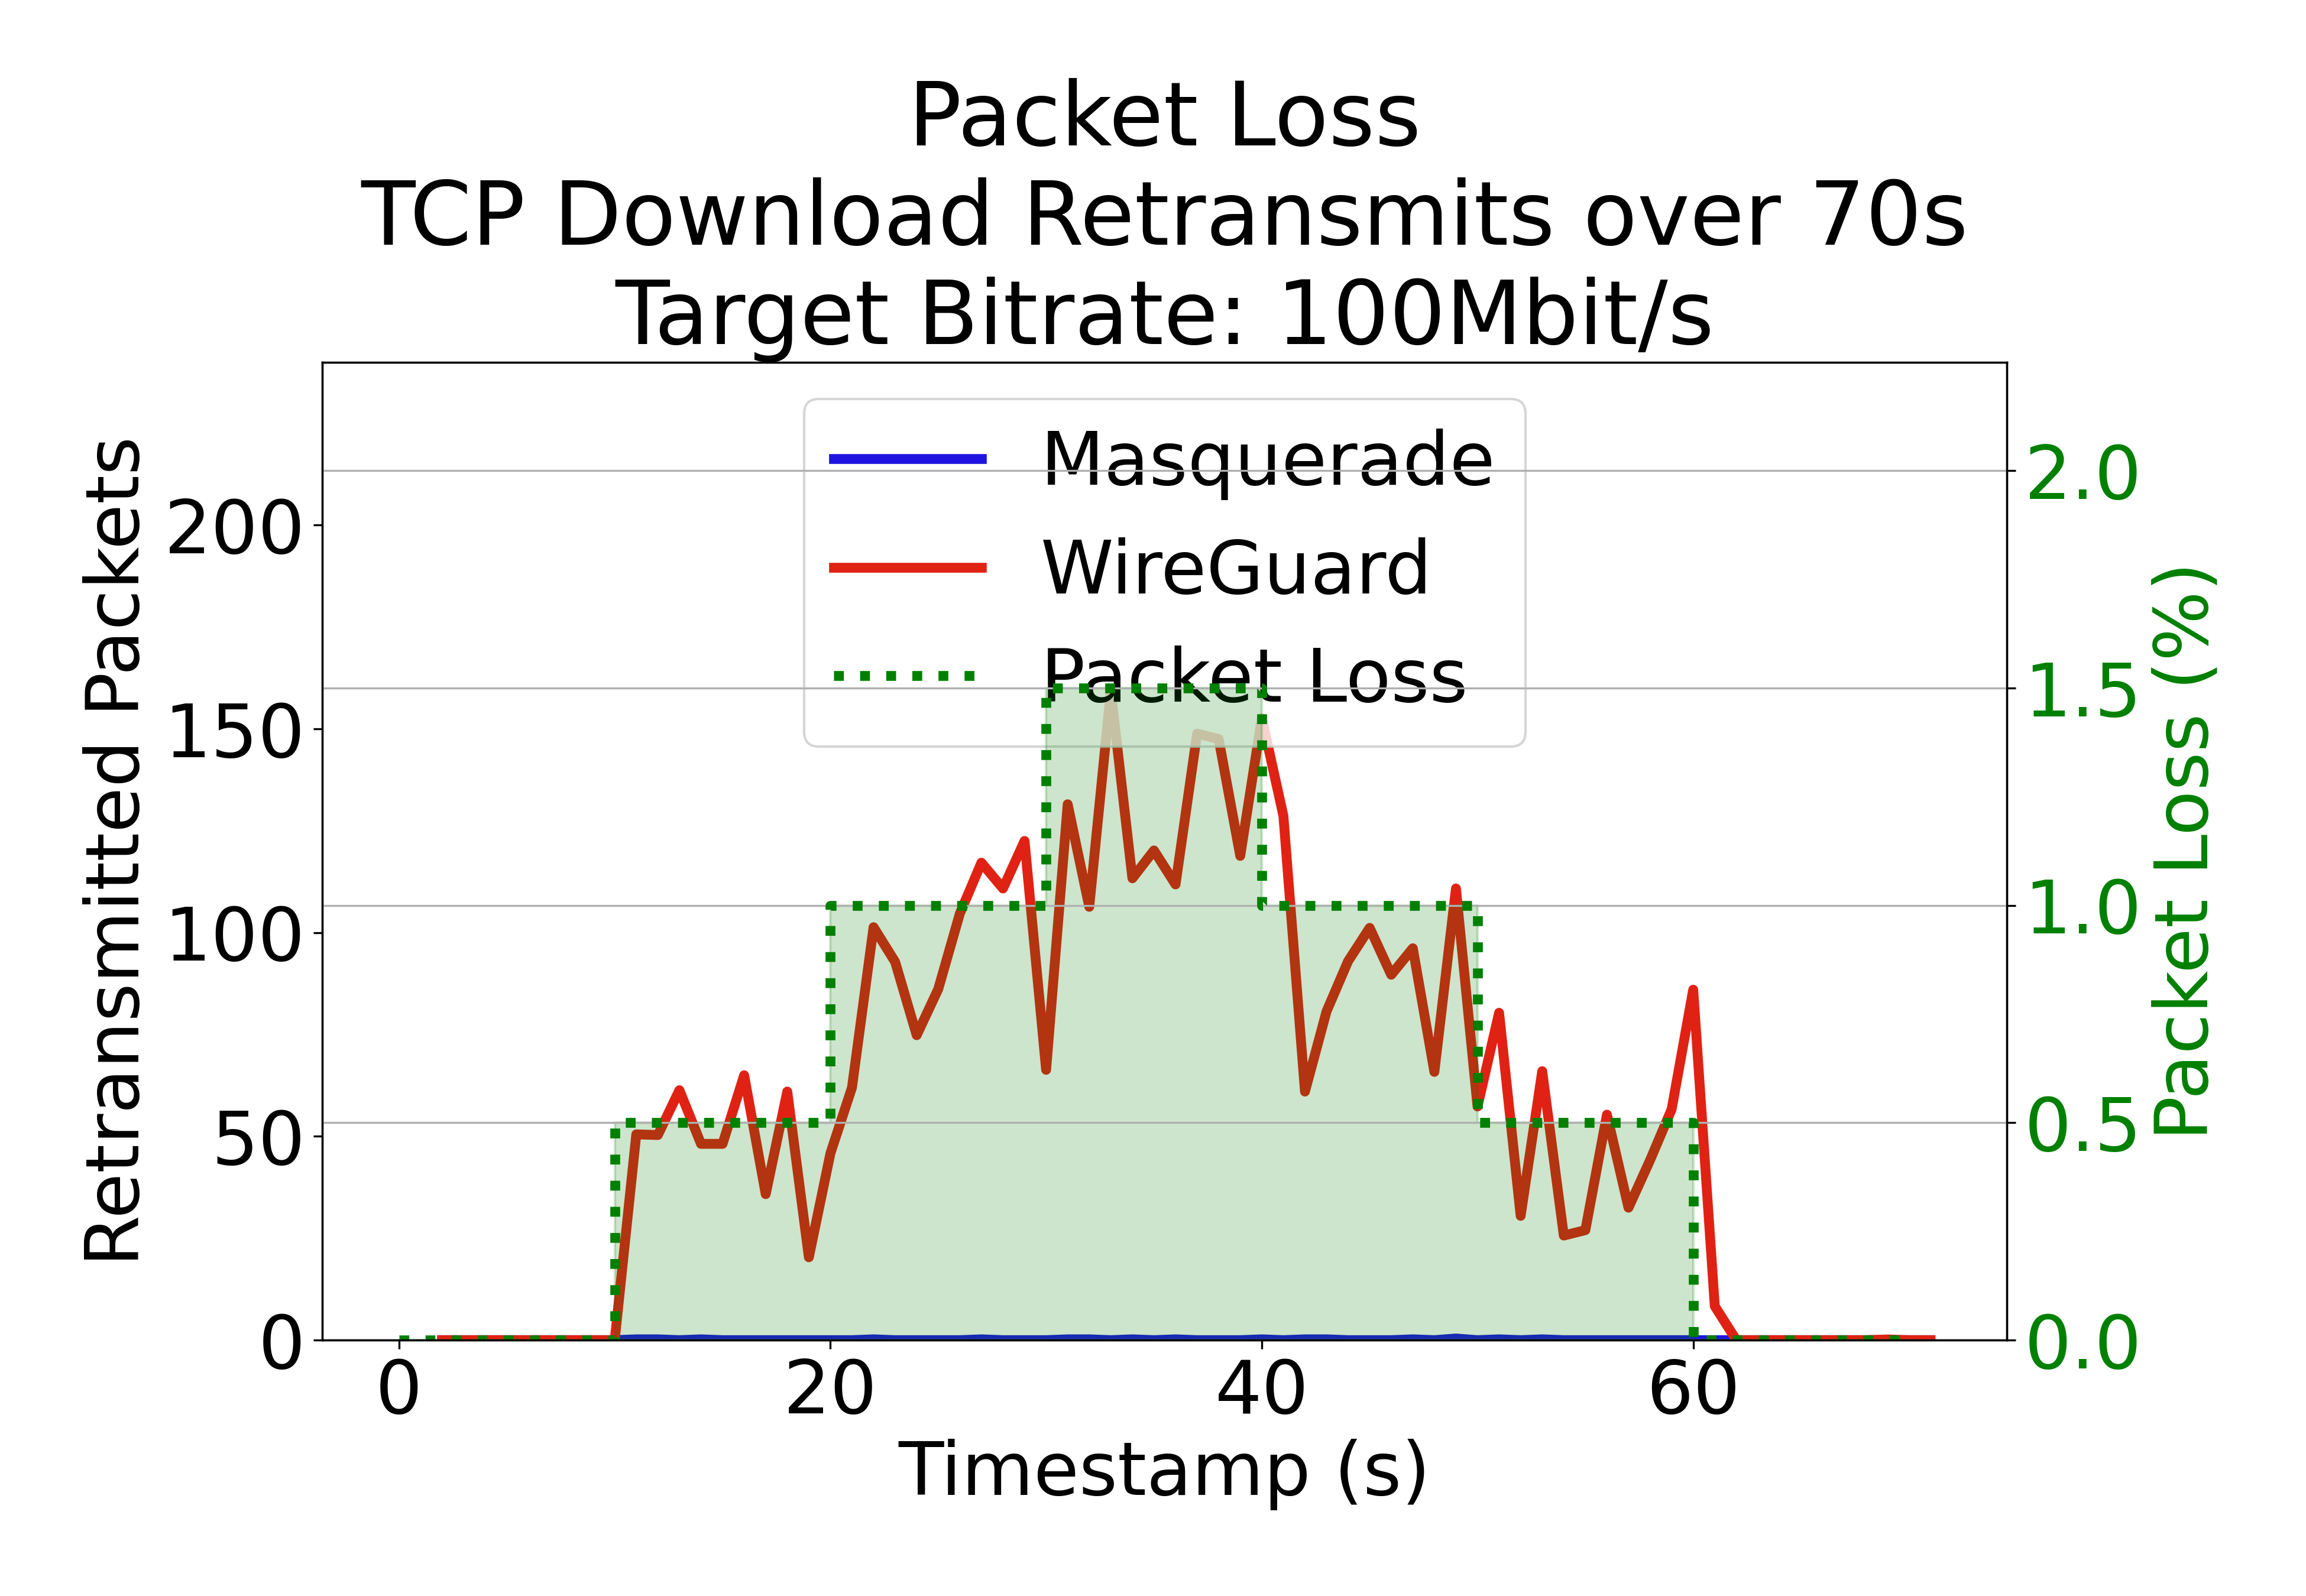 Packet Loss
TCP Download Retransmits over 70s
Target Bitrate: 100Mbit/s
Masquerade
WireGuard
Packet Loss
Retransmitted Packets
200
150
100
50
0
2.0
1.5
1.0
0.5
0.0
Packet Loss (%)
0 20 40 60
Timestamp (s)